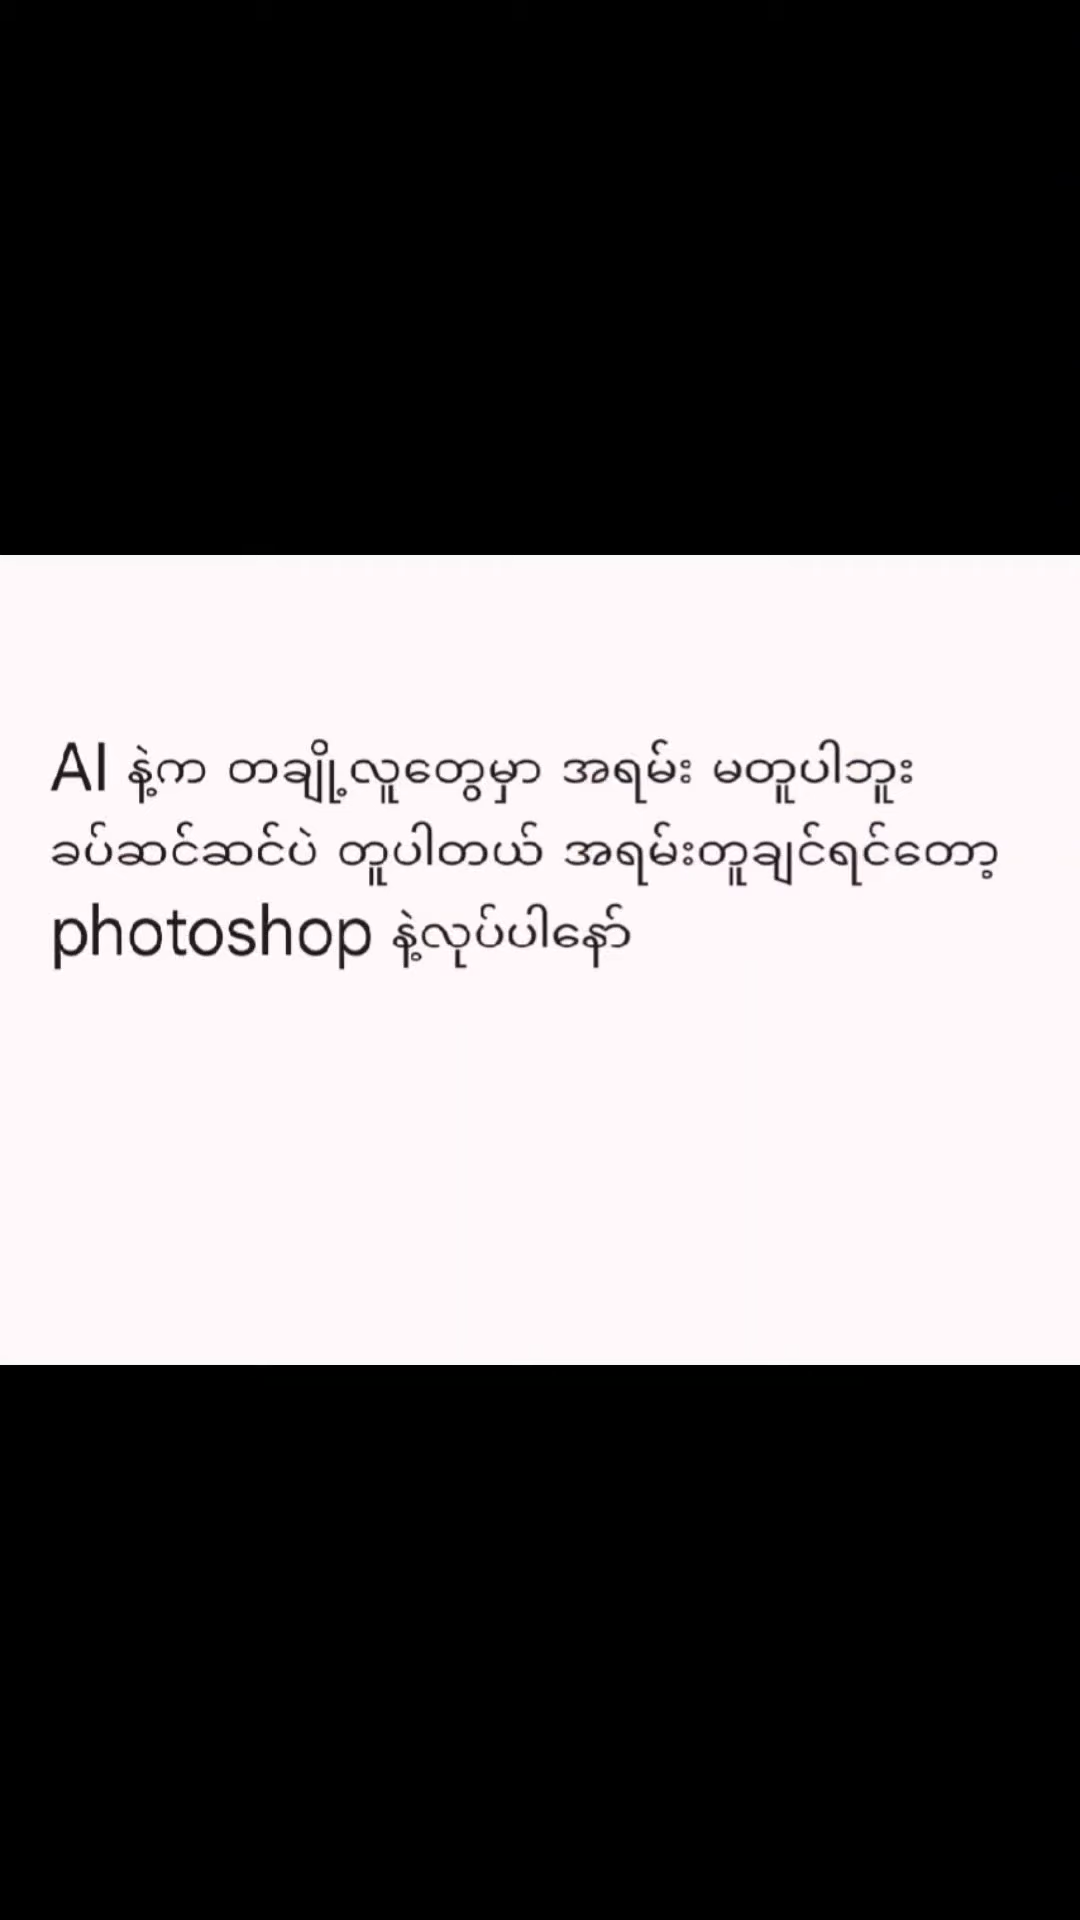 AI နဲ့က တချို့လူတွေမှာ အရမ်း မတူပါဘူး
ခပ်ဆင်ဆင်ပဲ တူပါတယ် အရမ်းတူချင်ရင်တော့
photoshop နဲ့လုပ်ပါနော်